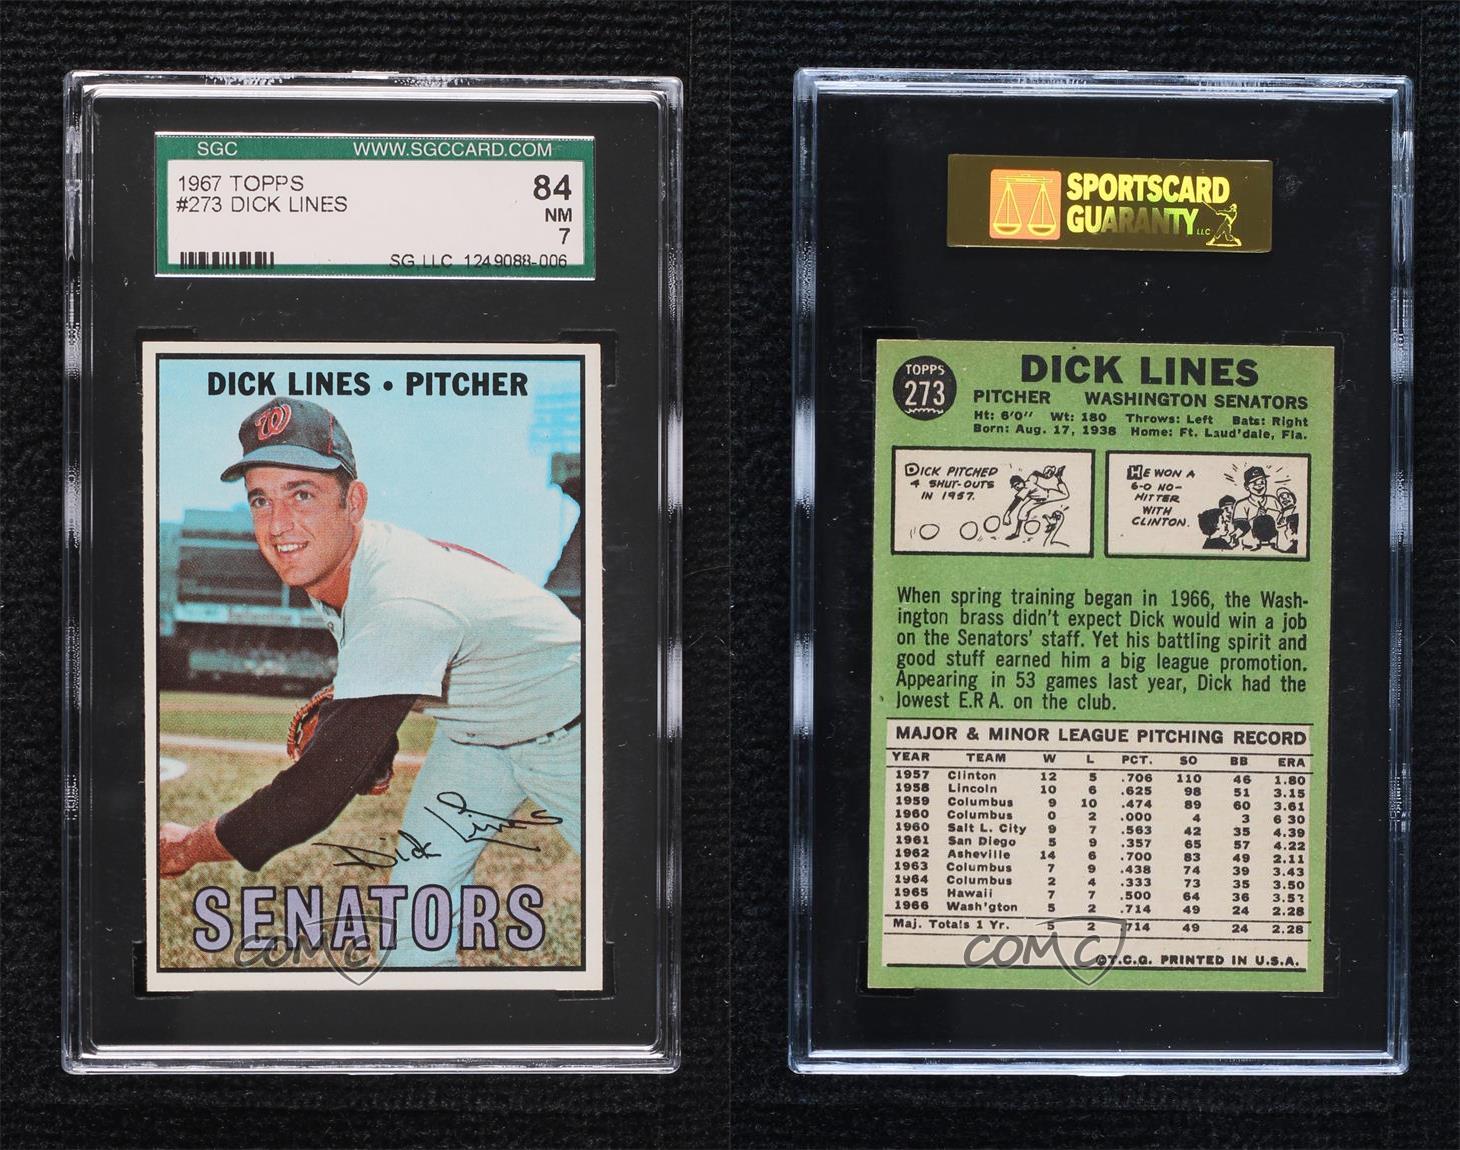 SGC WWW.SGCCARD.COM
1967 TOPPS 84
#273 DICK LINES NM
7
SG, LLC 1249088-006
DICK LINES • PITCHER
W
Dick Lines
SENATORS
COMC
SPORTSCARD
GUARANTY LLC
TOPPS
273
DICK LINES
PITCHER WASHINGTON SENATORS
Ht: 6'0" Wt: 180 Throws: Left Bats: Right
Born: Aug. 17, 1938 Home: Ft. Laud'dale, Fla.
DICK PITCHED
4 SHUT-OUTS
IN 1957.
HE WON A
6-0 NO-
HITTER
WITH
CLINTON.
When spring training began in 1966, the Wash-
ington brass didn't expect Dick would win a job
on the Senators' staff. Yet his battling spirit and
good stuff earned him a big league promotion.
Appearing in 53 games last year, Dick had the
lowest E.R.A. on the club.
MAJOR & MINOR LEAGUE PITCHING RECORD
YEAR TEAM W L PCT. SO BB ERA
1957 Clinton 12 5 .706 110 46 1.80
1958 Lincoln 10 6 .625 98 51 3.15
1959 Columbus 9 10 .474 89 60 3.61
1960 Columbus 0 2 .000 4 3 6 30
1960 Salt L. City 9 7 .563 42 35 4.39
1961 San Diego 5 9 .357 65 57 4.22
1962 Asheville 14 6 .700 83 49 2.11
1963 Columbus 7 9 .438 74 39 3.43
1964 Columbus 2 4 .333 73 35 3.50
1965 Hawaii 7 7 .500 64 36
1966 Wash'gton 5 2 .714 49 24 2.28
Maj. Totals 1 Yr. 5 2 .714 49 24 2.28
COMC
©T.C.G. PRINTED IN U.S.A.